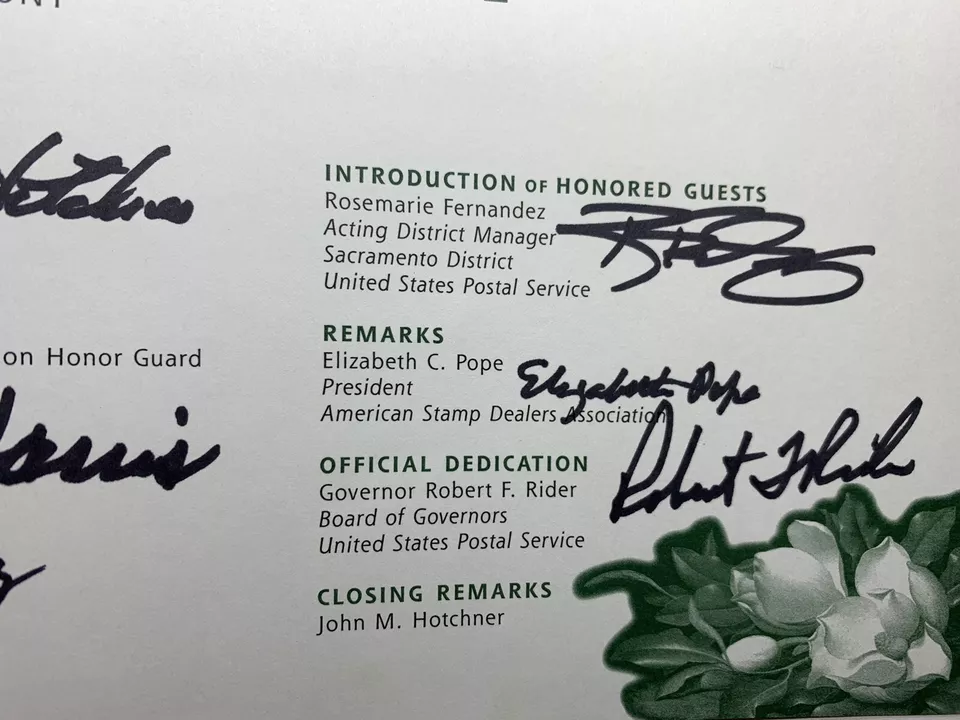 on Honor Guard
INTRODUCTION OF HONORED GUESTS
Rosemarie Fernandez
Acting District Manager
Sacramento District
United States Postal Service
REMARKS
Elizabeth C. Pope
President
American Stamp Dealers Association
Elizabeth Pope
OFFICIAL DEDICATION
Governor Robert F. Rider
Board of Governors
United States Postal Service
Robert F Rider
CLOSING REMARKS
John M. Hotchner